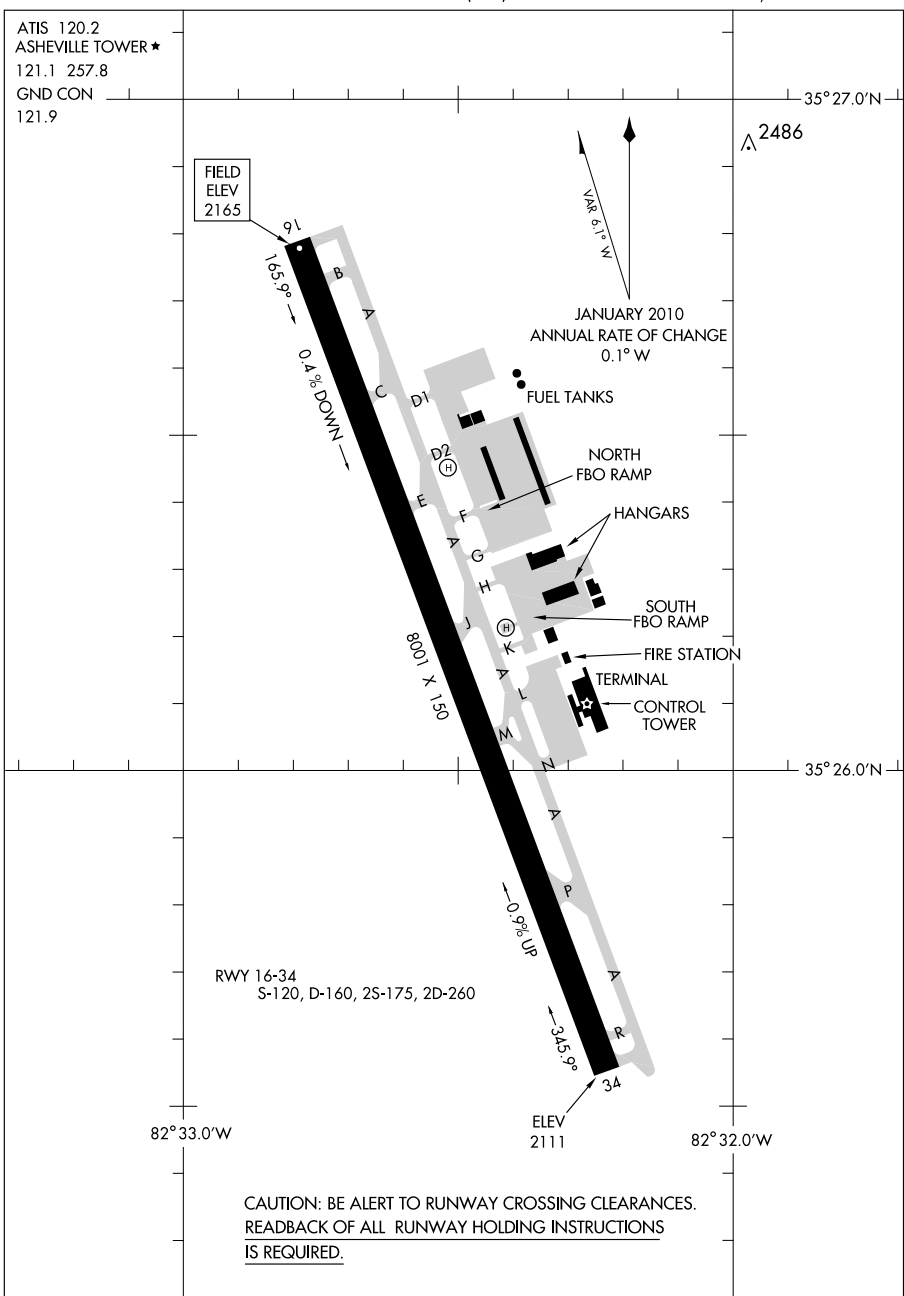 ATIS 120.2
ASHEVILLE TOWER ★
121.1 257.8
GND CON
121.9
35°27.0'N
2486
FIELD
ELEV
2165
VAR 6.1° W
16
165.9°
B
A
JANUARY 2010
ANNUAL RATE OF CHANGE
0.1° W
0.4 % DOWN
C
D1
FUEL TANKS
D2
H
NORTH
FBO RAMP
E
F
HANGARS
A
G
H
SOUTH
FBO RAMP
J
H
K
FIRE STATION
8001 X 150
A
L
TERMINAL
CONTROL
TOWER
M
N
35°26.0'N
A
P
0.9% UP
RWY 16-34
S-120, D-160, 2S-175, 2D-260
A
R
345.9°
34
ELEV
2111
82°33.0'W
82°32.0'W
CAUTION: BE ALERT TO RUNWAY CROSSING CLEARANCES.
READBACK OF ALL RUNWAY HOLDING INSTRUCTIONS
IS REQUIRED.